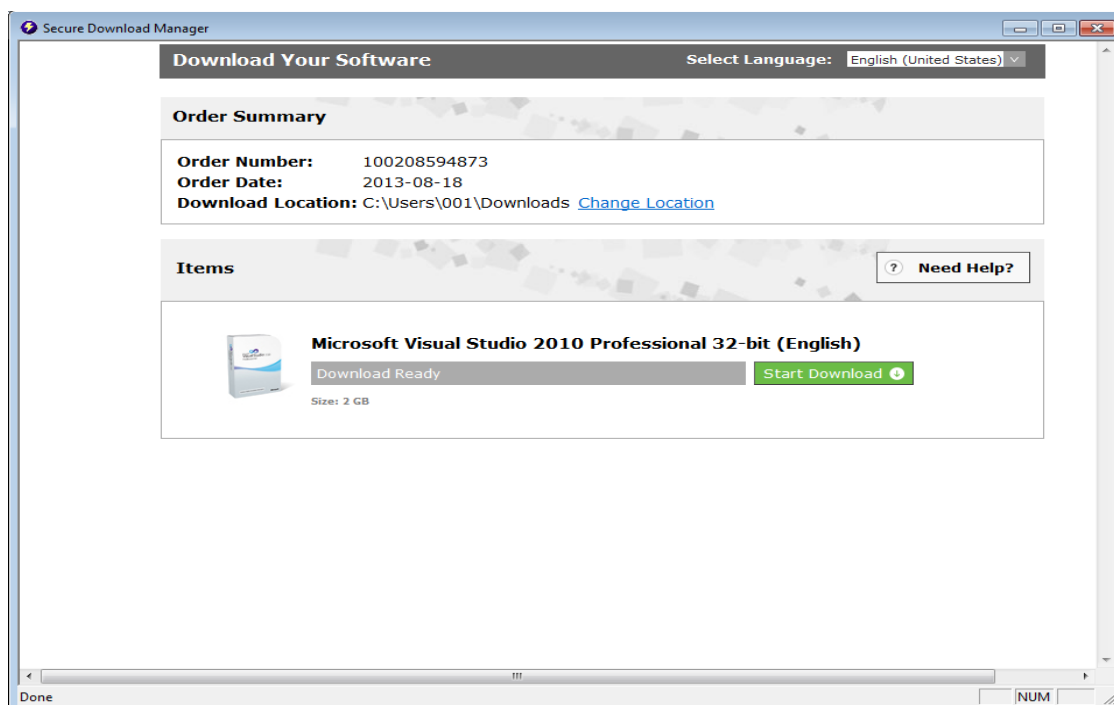 Secure Download Manager
Download Your Software Select Language: English (United States)
Order Summary
Order Number: 100208594873
Order Date: 2013-08-18
Download Location: C:\Users\001\Downloads Change Location
Items ? Need Help?
Microsoft Visual Studio 2010 Professional 32-bit (English)
Download Ready Start Download
Size: 2 GB
Done NUM